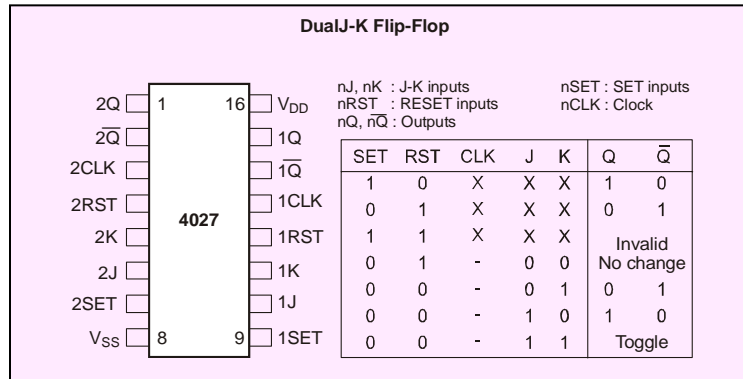 DualJ-K Flip-Flop
nJ, nK : J-K inputs nSET : SET inputs
nRST : RESET inputs nCLK : Clock
nQ, nQ̅ : Outputs
2Q 1 16 VDD
2Q̅ 1Q
2CLK 1Q̅
2RST 1CLK
4027
2K 1RST
2J 1K
2SET 1J
VSS 8 9 1SET
SET RST CLK J K Q Q̅
1 0 X X X 1 0
0 1 X X X 0 1
1 1 X X X Invalid
0 1 - 0 0 No change
0 0 - 0 1 0 1
0 0 - 1 0 1 0
0 0 - 1 1 Toggle